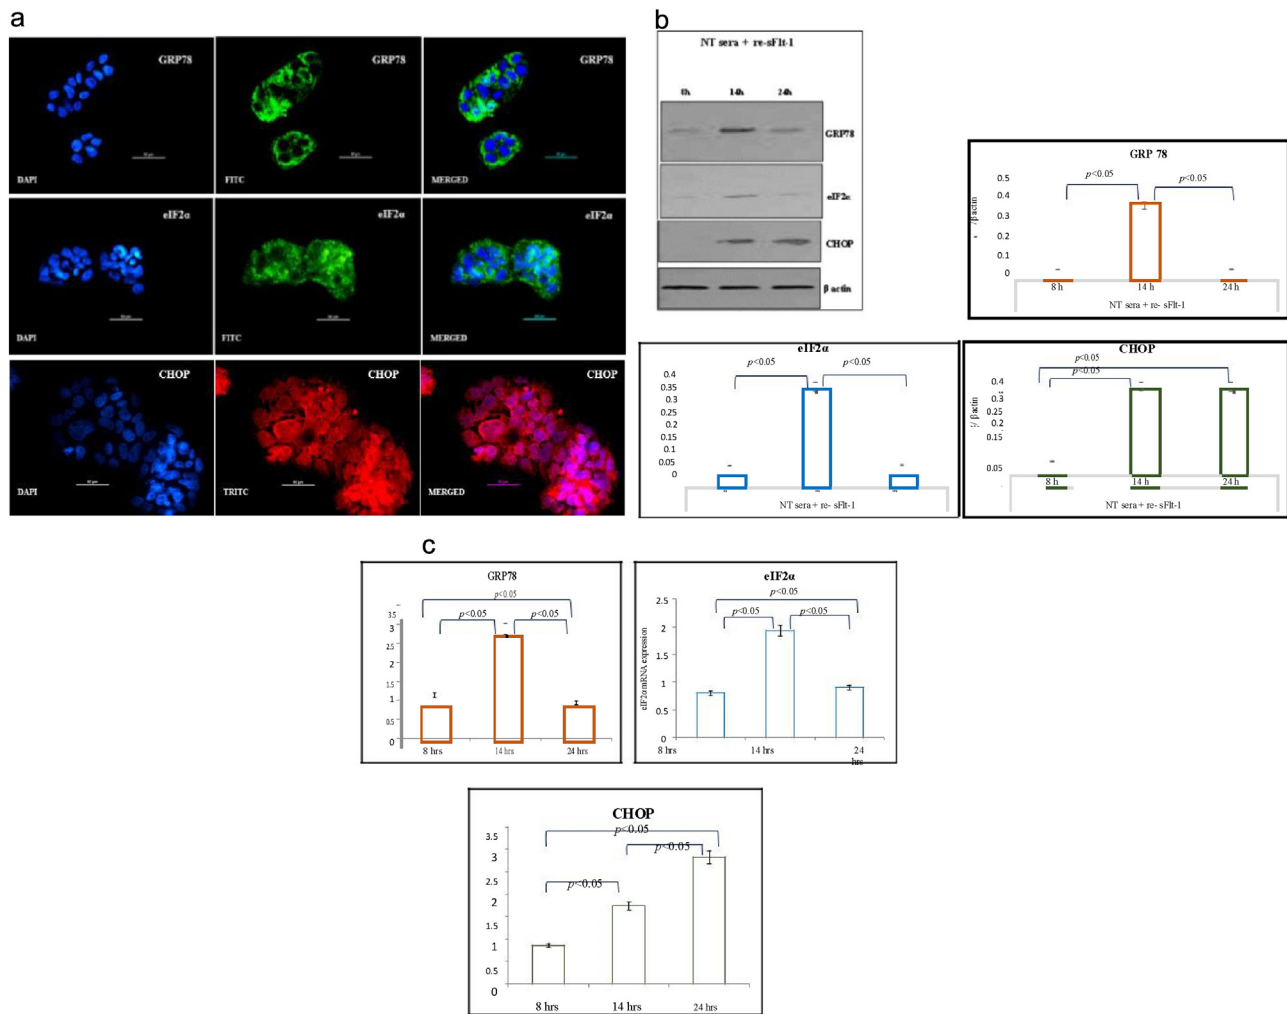 a
GRP78
GRP78
GRP78
DAPI
FITC
MERGED
eIF2α
eIF2α
eIF2α
DAPI
FITC
MERGED
CHOP
CHOP
CHOP
DAPI
TRITC
MERGED
b
NT sera + re-sFlt-1
8h 14h 24h
GRP78
eIF2α
CHOP
β actin
GRP 78
p<0.05 p<0.05
0.5
0.4
0.3
0.2
0.1
0
/β actin
8 h 14 h 24 h
NT sera + re- sFlt-1
eIF2α
p<0.05 p<0.05
0.4
0.35
0.3
0.25
0.2
0.15
0.1
0.05
0
NT sera + re- sFlt-1
CHOP
p<0.05
p<0.05
0.4
0.3
0.25
0.2
0.15
0.05
/β actin
8 h 14 h 24 h
NT sera + re- sFlt-1
c
GRP78
p<0.05
p<0.05 p<0.05
3.5
3
2.5
2
1.5
1
0.5
0
8 hrs 14 hrs 24 hrs
eIF2α
p<0.05
p<0.05 p<0.05
2.5
2
1.5
1
0.5
0
eIF2α mRNA expression
8 hrs 14 hrs 24
hrs
CHOP
p<0.05
p<0.05
p<0.05
3.5
3
2.5
2
1.5
1
0.5
0
8 hrs 14 hrs 24 hrs